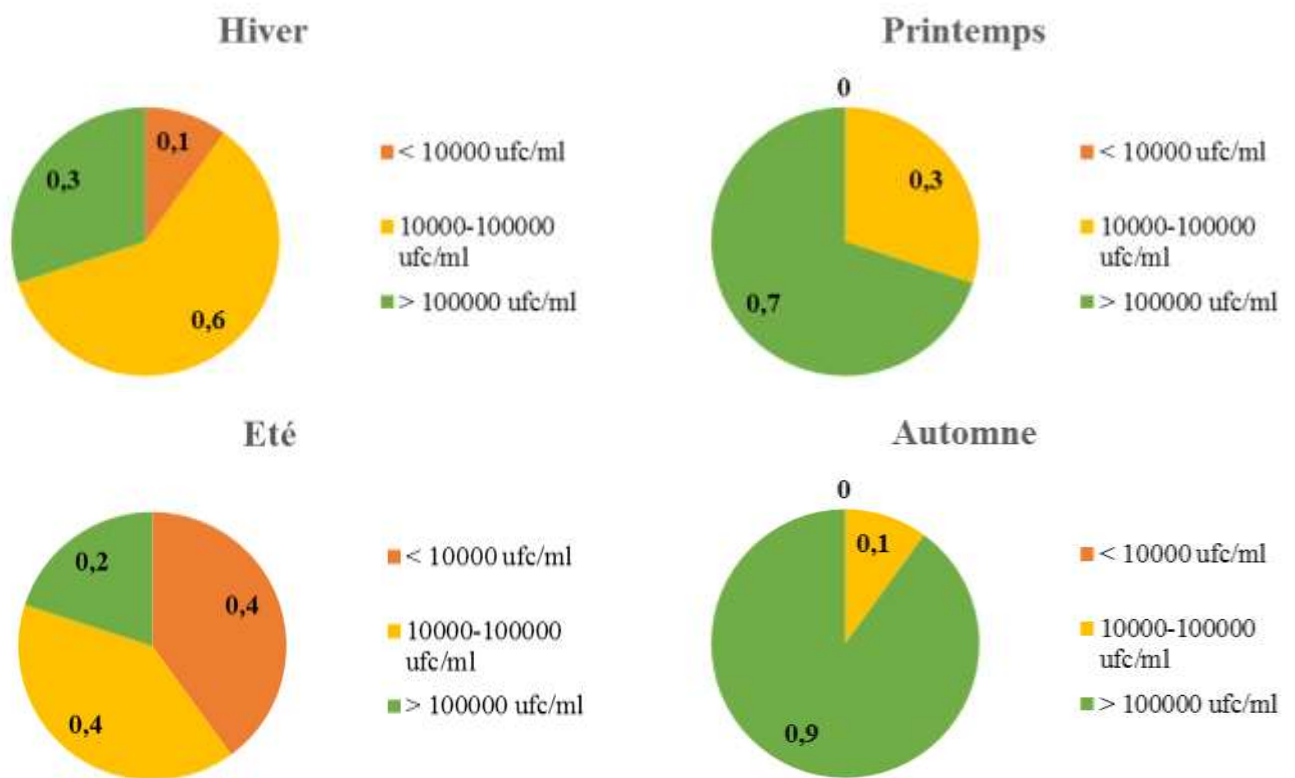 Hiver
0,1
0,3
0,6
< 10000 ufc/ml
10000-100000
ufc/ml
> 100000 ufc/ml
Printemps
0
0,3
0,7
< 10000 ufc/ml
10000-100000
ufc/ml
> 100000 ufc/ml
Eté
0,2
0,4
0,4
< 10000 ufc/ml
10000-100000
ufc/ml
> 100000 ufc/ml
Automne
0
0,1
0,9
< 10000 ufc/ml
10000-100000
ufc/ml
> 100000 ufc/ml